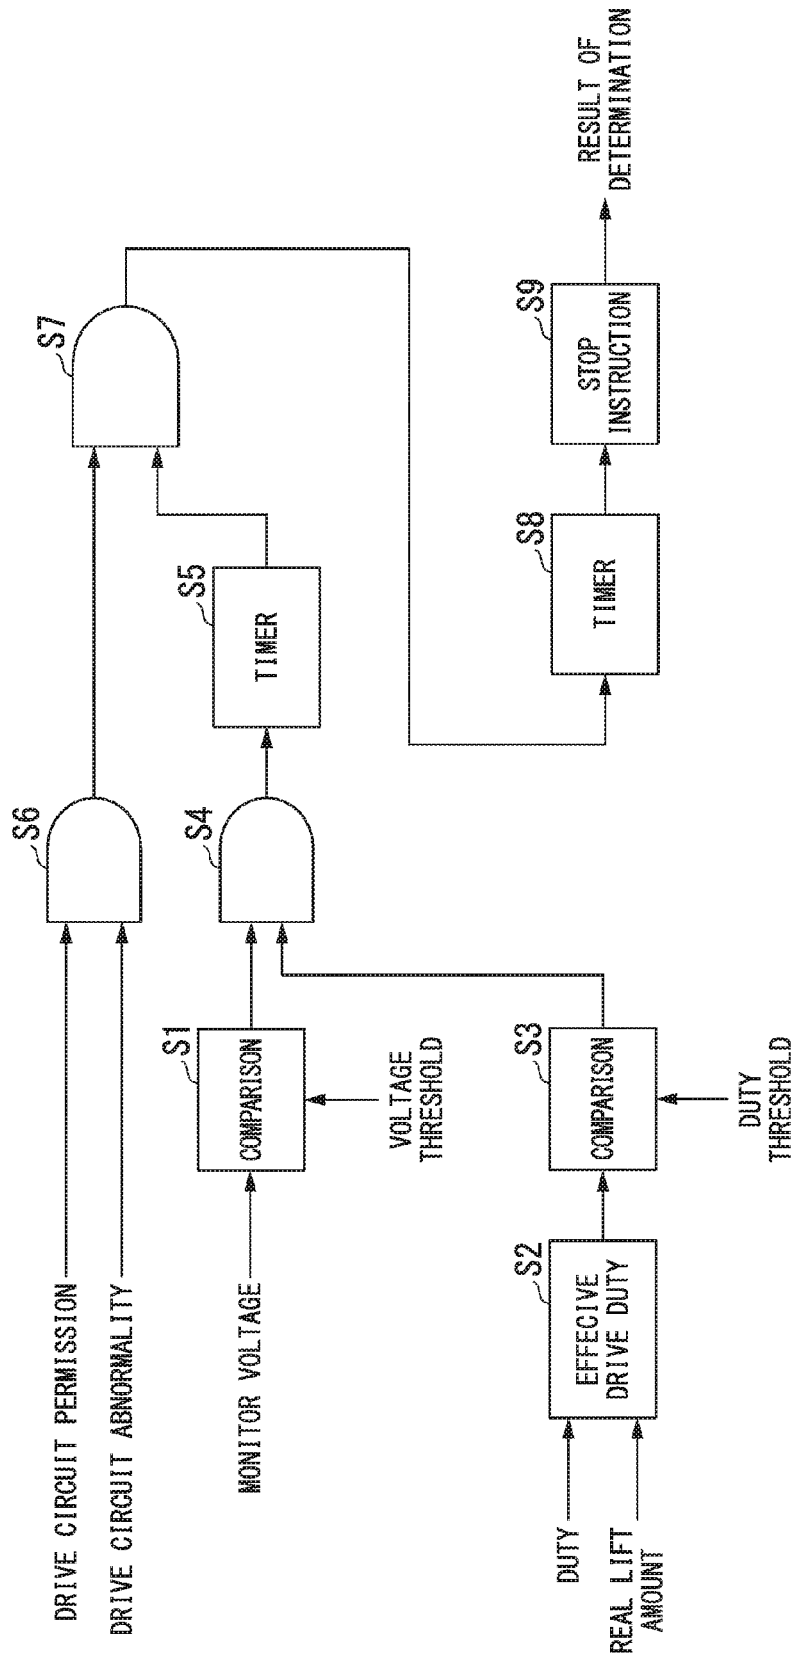 DRIVE CIRCUIT PERMISSION
DRIVE CIRCUIT ABNORMALITY
S6
S7
MONITOR VOLTAGE
S1
COMPARISON
VOLTAGE
THRESHOLD
S4
S5
TIMER
DUTY
REAL LIFT
AMOUNT
S2
EFFECIVE
DRIVE DUTY
S3
COMPARISON
DUTY
THRESHOLD
S8
TIMER
S9
STOP
INSTRUCTION
RESULT OF
DETERMINATION